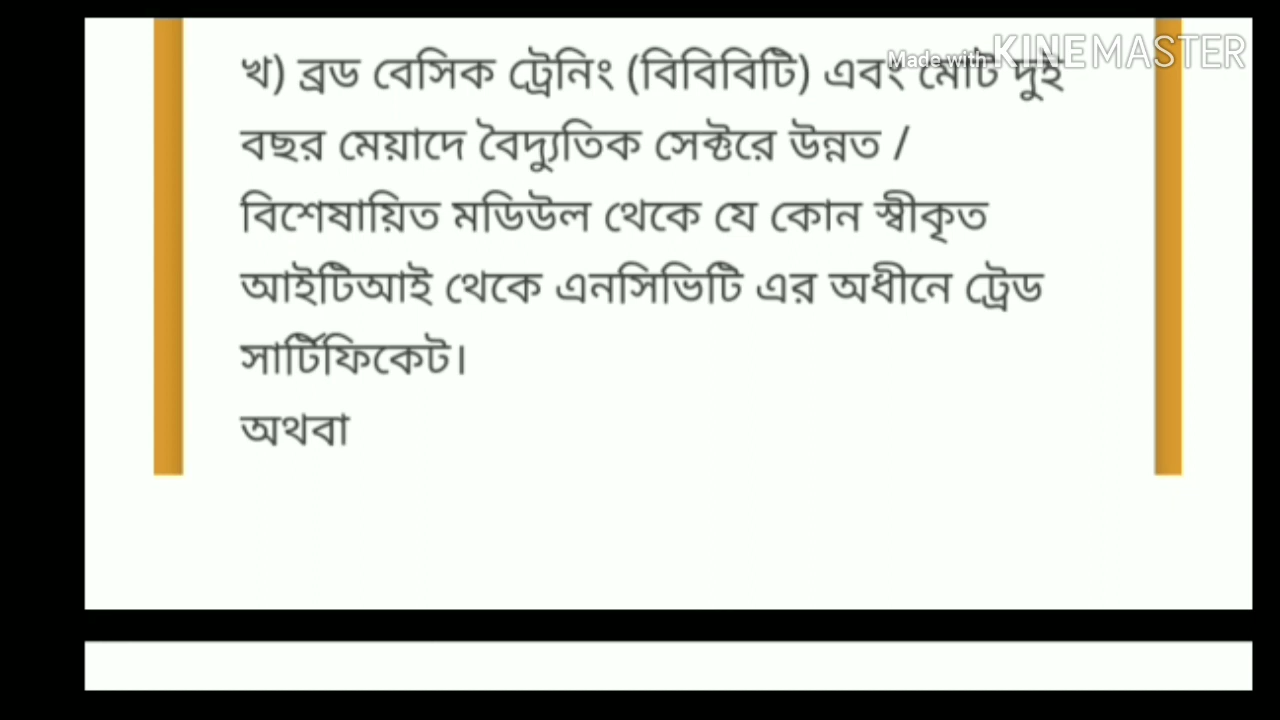 Made with KINEMASTER
খ) ব্রড বেসিক ট্রেনিং (বিবিবিটি) এবং মোট দুই
বছর মেয়াদে বৈদ্যুতিক সেক্টরে উন্নত /
বিশেষায়িত মডিউল থেকে যে কোন স্বীকৃত
আইটিআই থেকে এনসিভিটি এর অধীনে ট্রেড
সার্টিফিকেট।
অথবা